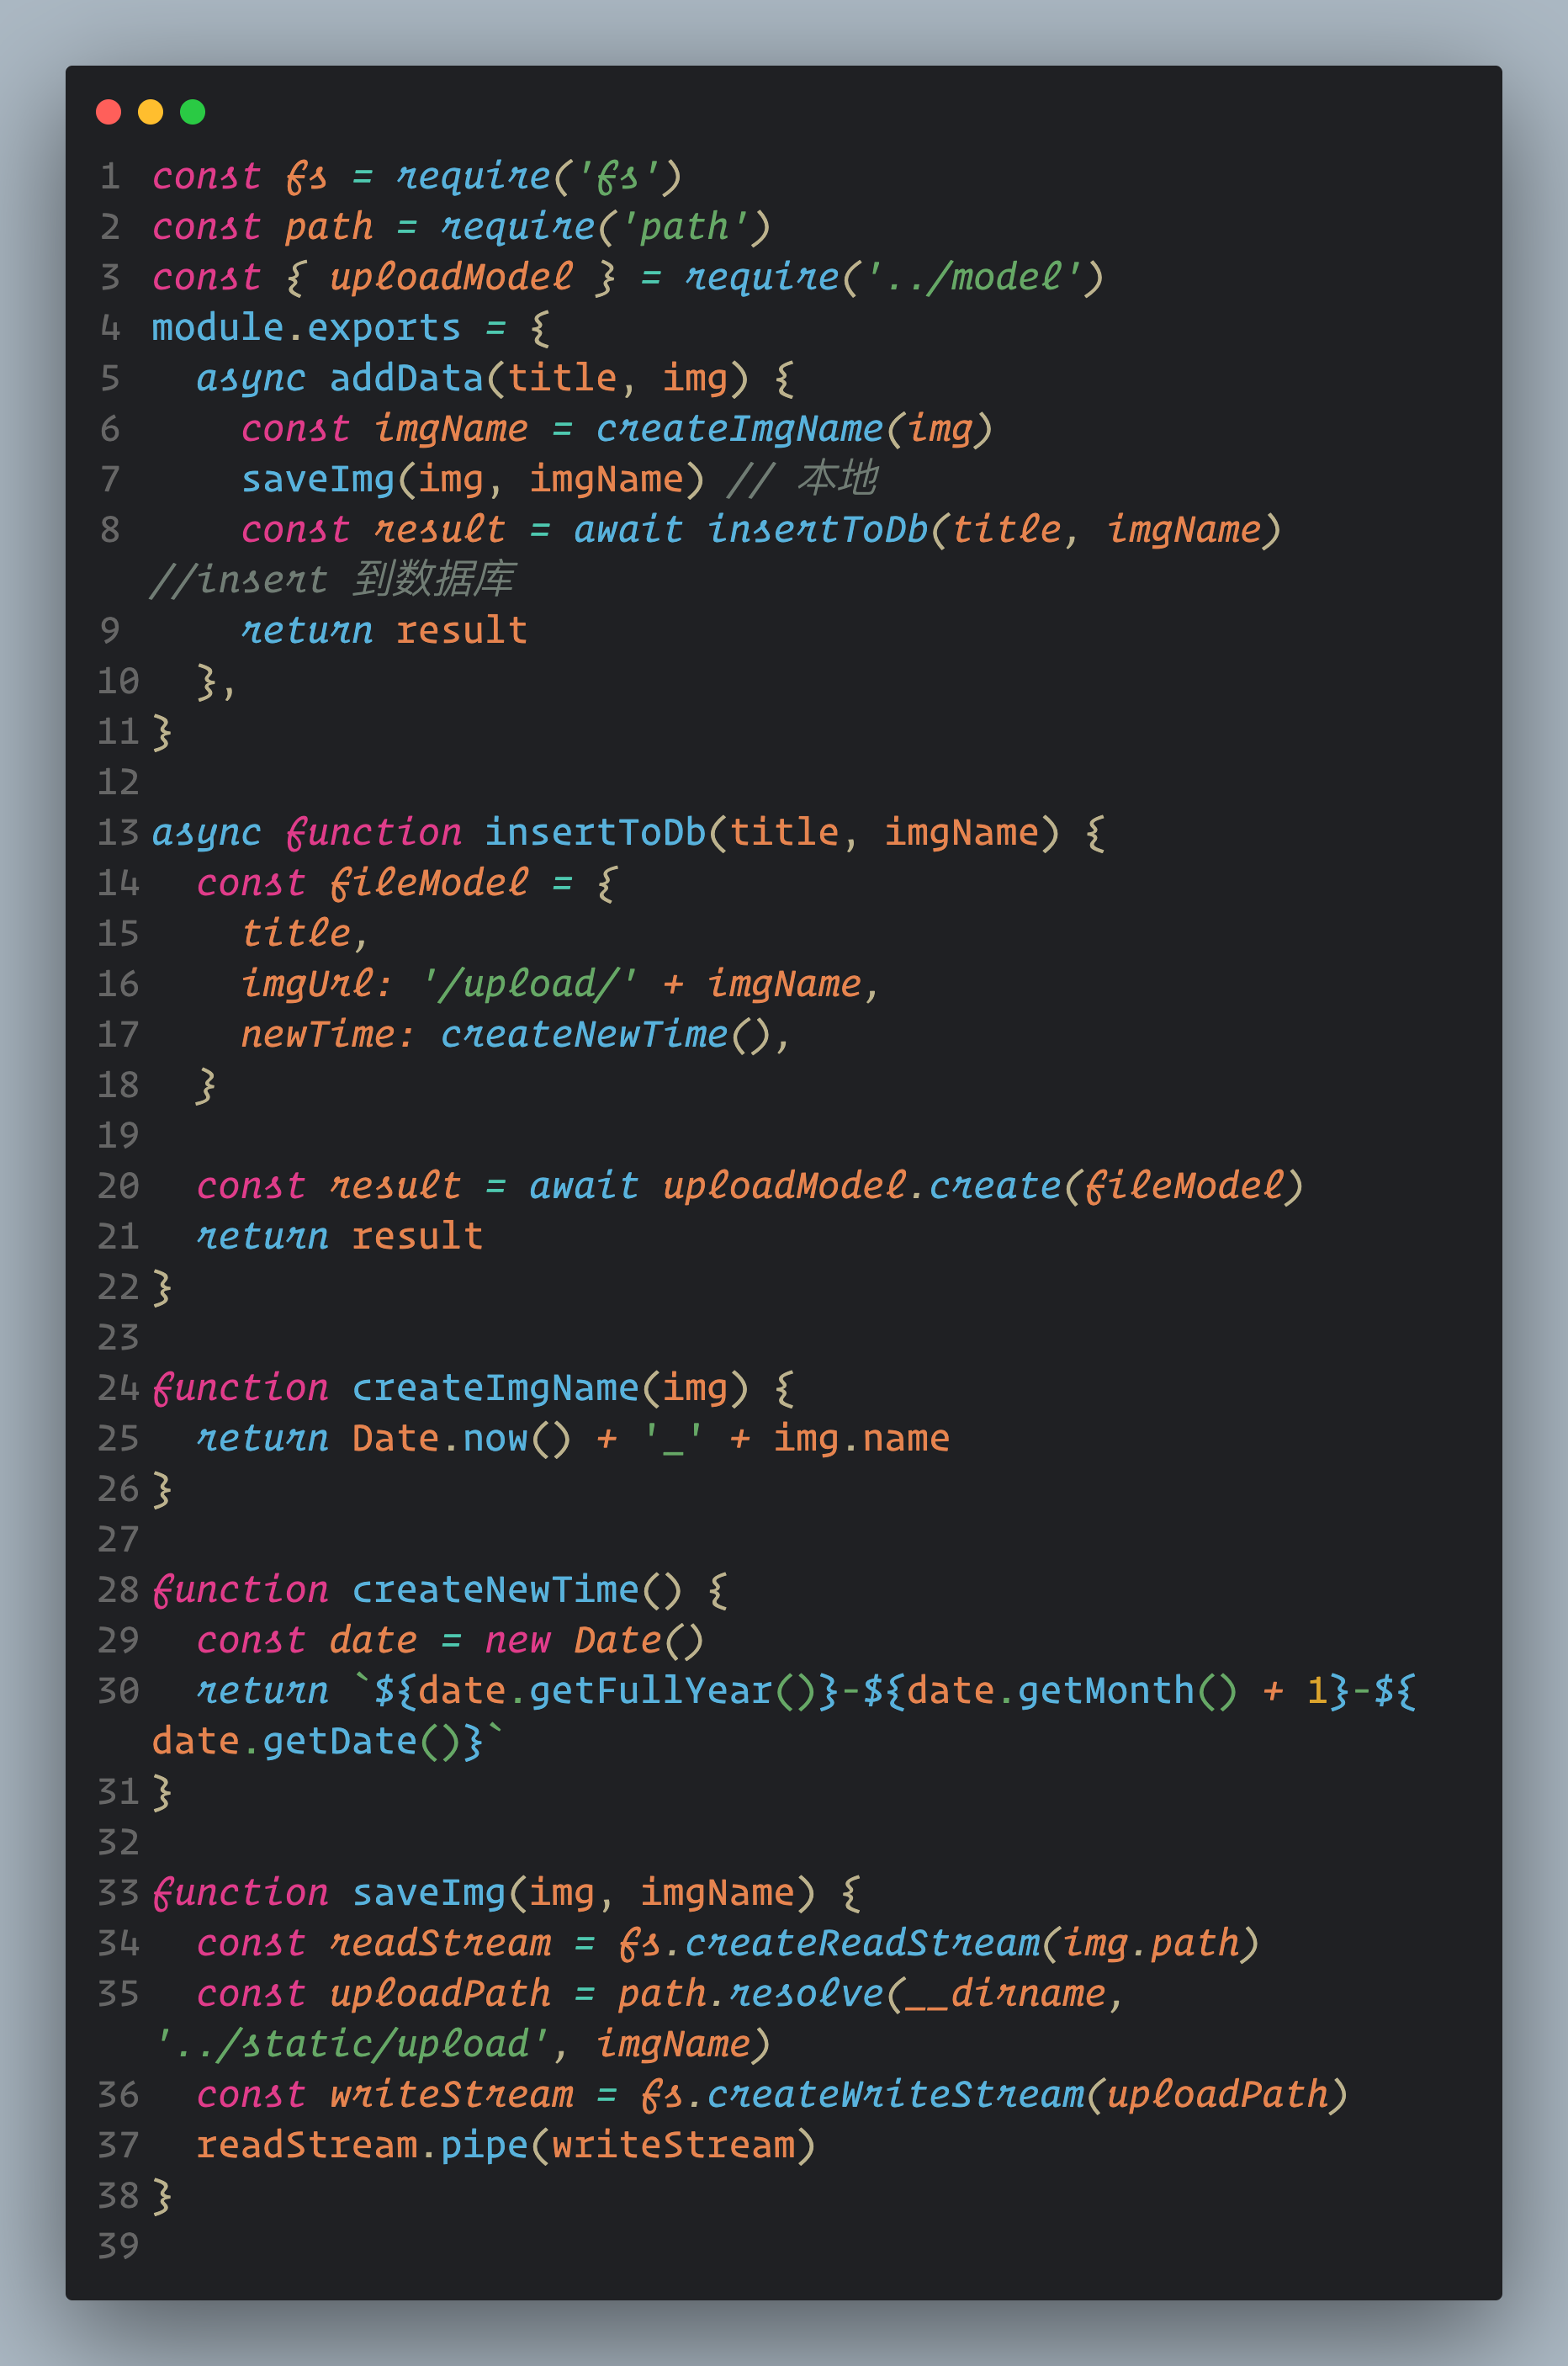 1 const fs = require('fs')
2 const path = require('path')
3 const { uploadModel } = require('../model')
4 module.exports = {
5   async addData(title, img) {
6     const imgName = createImgName(img)
7     saveImg(img, imgName) // 本地
8     const result = await insertToDb(title, imgName)
//insert 到数据库
9     return result
10   },
11 }
12
13 async function insertToDb(title, imgName) {
14   const fileModel = {
15     title,
16     imgUrl: '/upload/' + imgName,
17     newTime: createNewTime(),
18   }
19
20   const result = await uploadModel.create(fileModel)
21   return result
22 }
23
24 function createImgName(img) {
25   return Date.now() + '_' + img.name
26 }
27
28 function createNewTime() {
29   const date = new Date()
30   return `${date.getFullYear()}-${date.getMonth() + 1}-${
date.getDate()}`
31 }
32
33 function saveImg(img, imgName) {
34   const readStream = fs.createReadStream(img.path)
35   const uploadPath = path.resolve(__dirname,
'../static/upload', imgName)
36   const writeStream = fs.createWriteStream(uploadPath)
37   readStream.pipe(writeStream)
38 }
39